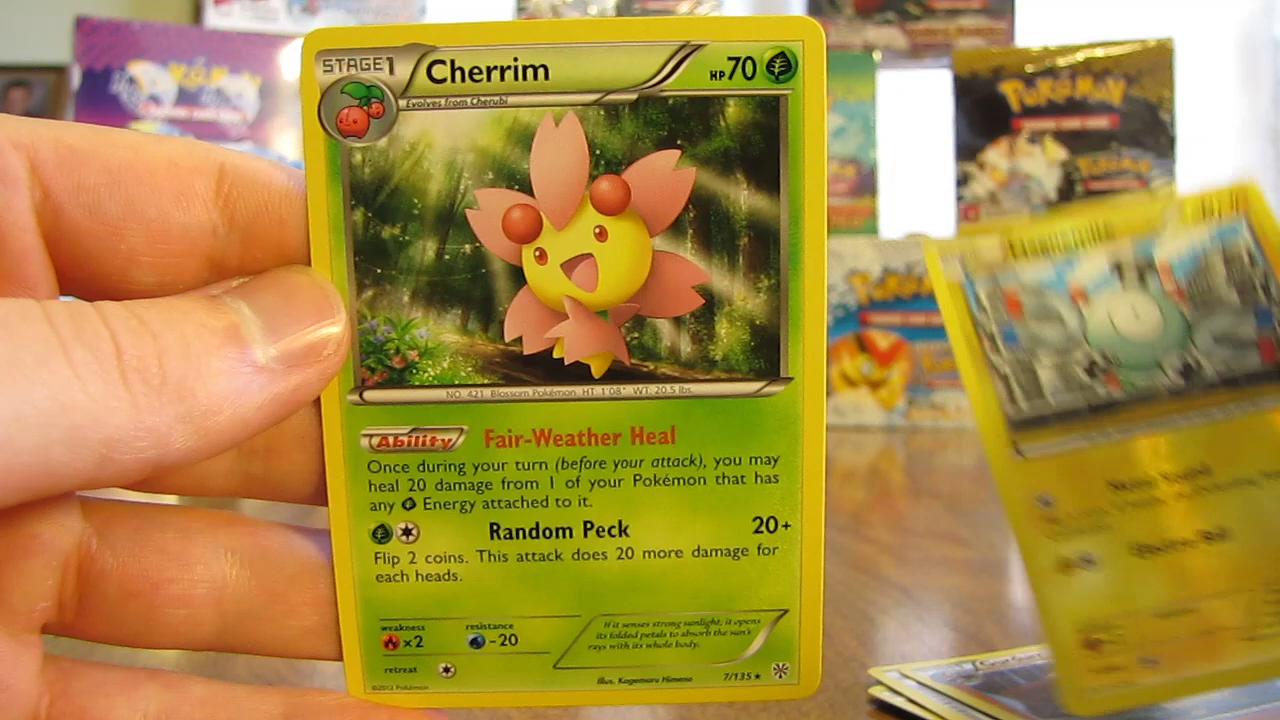 STAGE1 Cherrim HP70
Evolves from Cherubi
NO. 421 Blossom Pokémon HT: 1'08" WT: 20.5 lbs.
Ability Fair-Weather Heal
Once during your turn (before your attack), you may
heal 20 damage from 1 of your Pokémon that has
any Energy attached to it.
Random Peck 20+
Flip 2 coins. This attack does 20 more damage for
each heads.
weakness resistance
×2 -20
retreat
If it senses strong sunlight, it opens
its folded petals to absorb the sun's
rays with its whole body.
Illus. Kagemaru Himeno 7/135★
©2012 Pokémon
POKÉMON
POKÉMON
POKÉMON